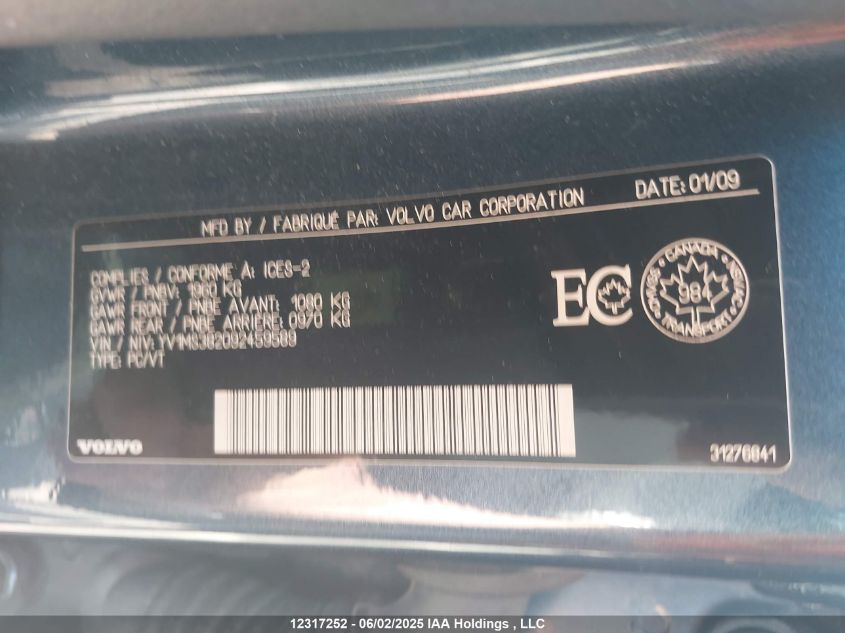 MFD BY / FABRIQUÉ PAR: VOLVO CAR CORPORATION
DATE: 01/09
COMPLIES / CONFORME A: ICES-2
GVWR / PNBV: KG
GAWR FRONT / PNBE AVANT: 1080 KG
GAWR REAR / PNBE ARRIÈRE: 0970 KG
VIN / NIV: YV1MS382092459589
TYPE: PC/VT
EC
CANADA
984
TRANSPORT
VOLVO
31276841
12317252 - 06/02/2025 IAA Holdings , LLC